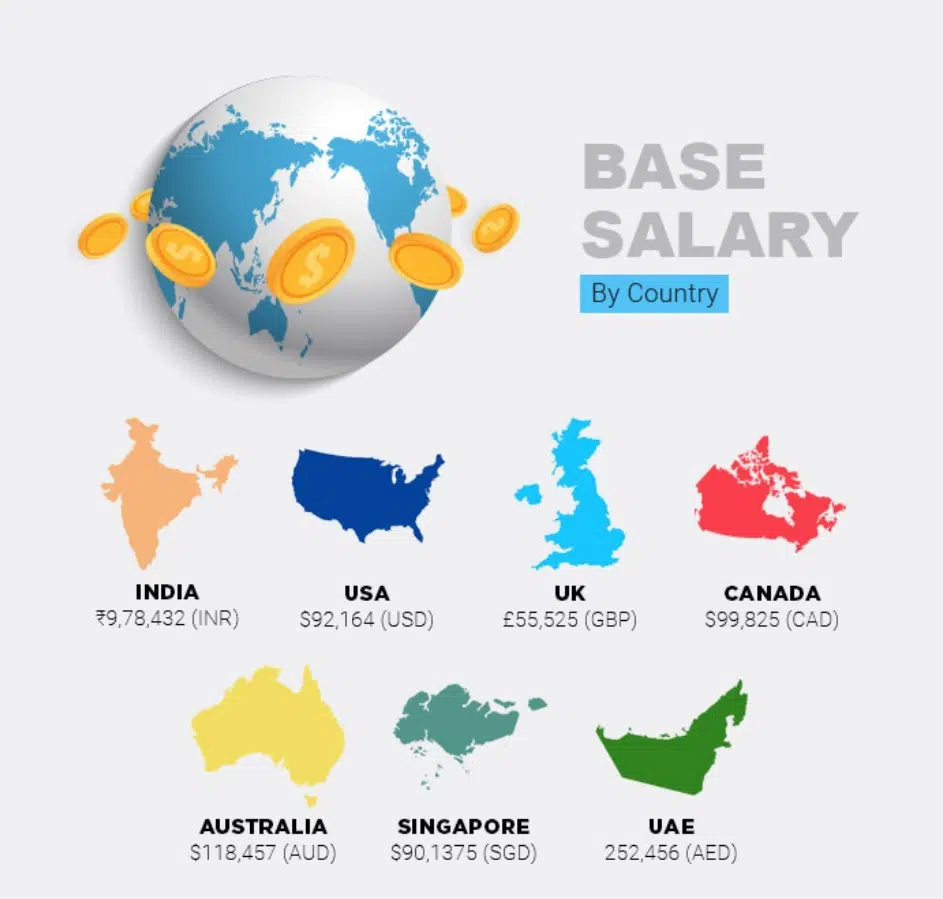 BASE
SALARY
By Country
INDIA
₹9,78,432 (INR)
USA
$92,164 (USD)
UK
£55,525 (GBP)
CANADA
$99,825 (CAD)
AUSTRALIA
$118,457 (AUD)
SINGAPORE
$90,1375 (SGD)
UAE
252,456 (AED)